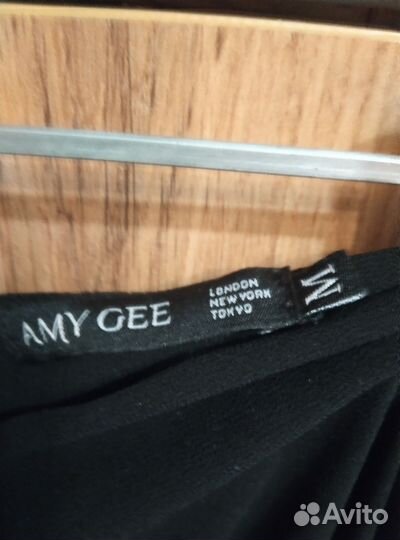 AMY GEE
LONDON
NEW YORK
TOKYO
M
Avito